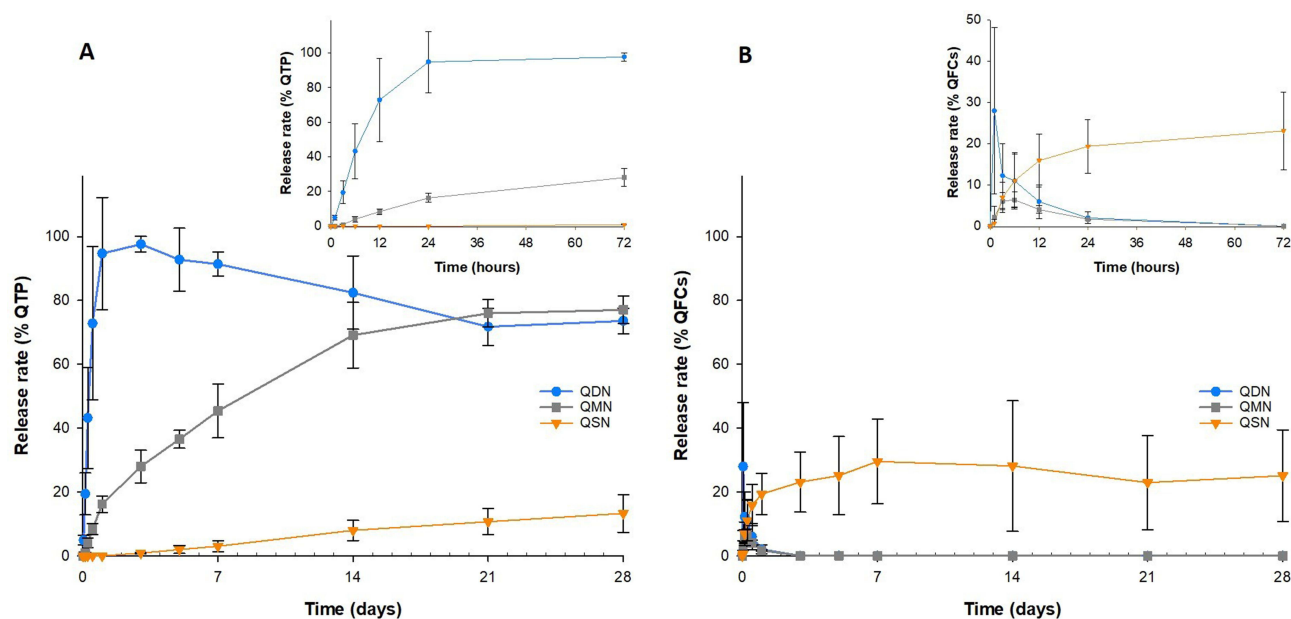 A
Release rate (% QTP)
100
80
60
40
20
0
0 12 24 36 48 60 72
Time (hours)
Release rate (% QTP)
100
80
60
40
20
0
QDN
QMN
QSN
0 7 14 21 28
Time (days)
B
Release rate (% QFCs)
50
40
30
20
10
0
0 12 24 36 48 60 72
Time (hours)
Release rate (% QFCs)
100
80
60
40
20
0
QDN
QMN
QSN
0 7 14 21 28
Time (days)